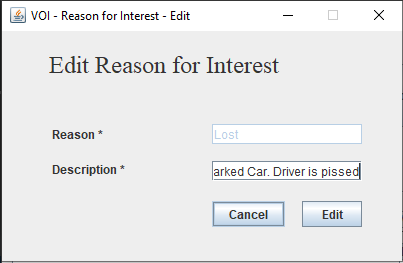 VOI - Reason for Interest - Edit
Edit Reason for Interest
Reason *
Lost
Description *
arked Car. Driver is pissed
Cancel
Edit